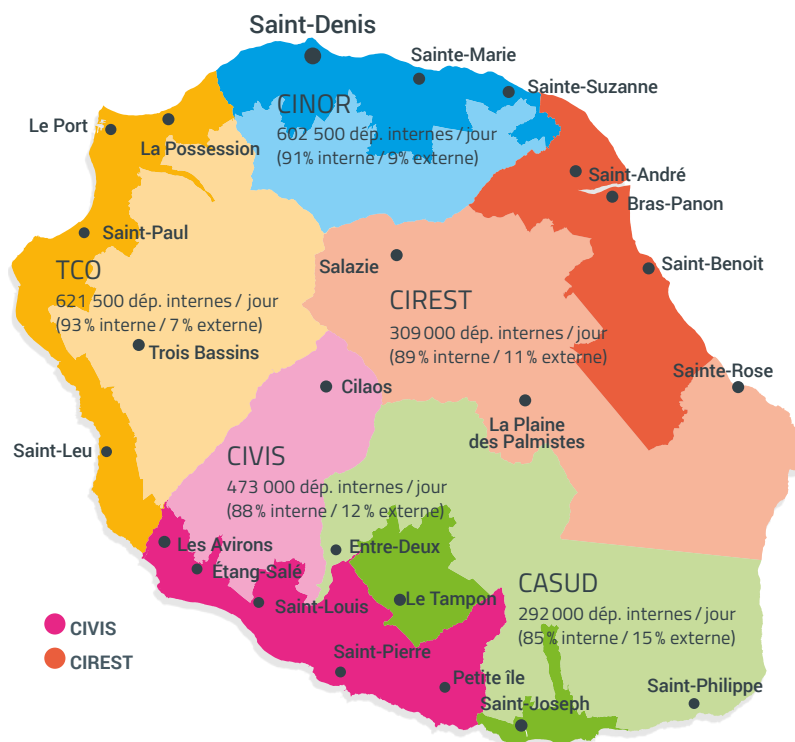 Saint-Denis
Sainte-Marie
Sainte-Suzanne
CINOR
602 500 dép. internes / jour
(91% interne / 9% externe)
Le Port
La Possession
Saint-André
Bras-Panon
Saint-Paul
Salazie
Saint-Benoit
TCO
621 500 dép. internes / jour
(93 % interne / 7 % externe)
Trois Bassins
CIREST
309 000 dép. internes / jour
(89 % interne / 11 % externe)
Sainte-Rose
Cilaos
La Plaine
des Palmistes
Saint-Leu
CIVIS
473 000 dép. internes / jour
(88 % interne / 12 % externe)
Les Avirons
Entre-Deux
Étang-Salé
CASUD
292 000 dép. internes / jour
(85 % interne / 15 % externe)
Saint-Louis
Le Tampon
CIVIS
CIREST
Saint-Pierre
Petite île
Saint-Joseph
Saint-Philippe